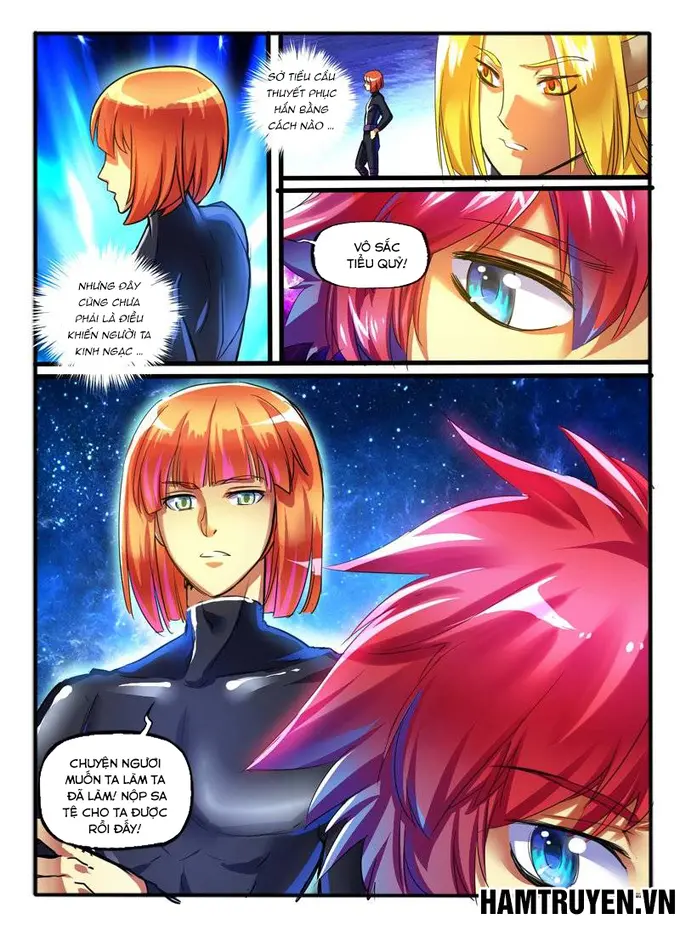 NHƯNG ĐÂY
CŨNG CHƯA
PHẢI LÀ ĐIỀU
KHIẾN NGƯỜI TA
KINH NGẠC ...
SỞ TIỂU CẦU
THUYẾT PHỤC
HẮN BẰNG
CÁCH NÀO ...
VÔ SẮC
TIỂU QUỶ!
CHUYỆN NGƯƠI
MUỐN TA LÀM TA
ĐÃ LÀM! NỘP SA
TỆ CHO TA ĐƯỢC
RỒI ĐẤY!
HAMTRUYEN.VN